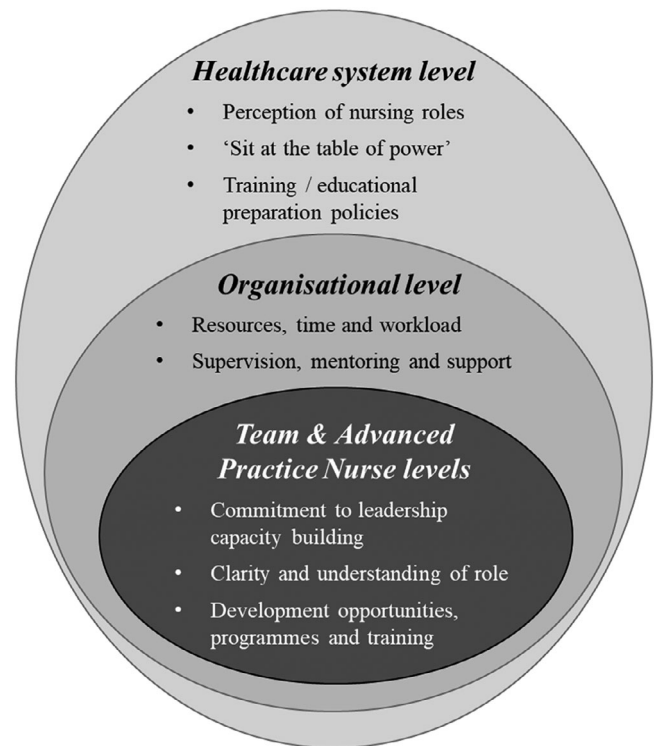 Healthcare system level
• Perception of nursing roles
• ‘Sit at the table of power’
• Training / educational
preparation policies
Organisational level
• Resources, time and workload
• Supervision, mentoring and support
Team & Advanced
Practice Nurse levels
• Commitment to leadership
capacity building
• Clarity and understanding of role
• Development opportunities,
programmes and training